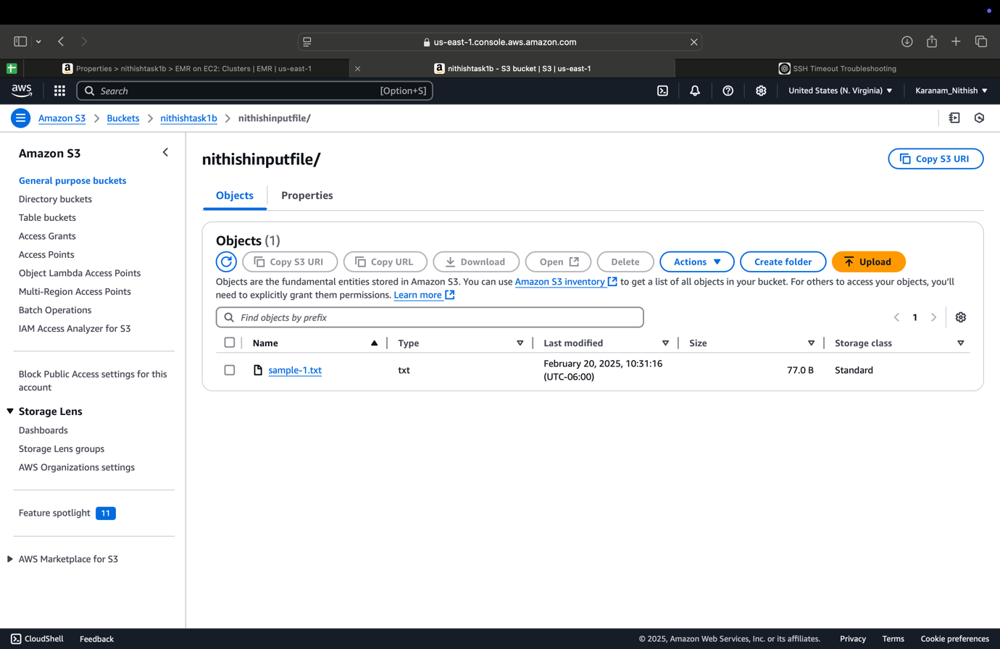 us-east-1.console.aws.amazon.com
Properties > nithishtask1b > EMR on EC2: Clusters | EMR | us-east-1
nithishtask1b - S3 bucket | S3 | us-east-1
SSH Timeout Troubleshooting
aws
Search
[Option+S]
United States (N. Virginia)
Karanam_Nithish
Amazon S3
Buckets
nithishtask1b
nithishinputfile/
Amazon S3
General purpose buckets
Directory buckets
Table buckets
Access Grants
Access Points
Object Lambda Access Points
Multi-Region Access Points
Batch Operations
IAM Access Analyzer for S3
Block Public Access settings for this
account
Storage Lens
Dashboards
Storage Lens groups
AWS Organizations settings
Feature spotlight 11
AWS Marketplace for S3
nithishinputfile/
Copy S3 URI
Objects
Properties
Objects (1)
Copy S3 URI
Copy URL
Download
Open
Delete
Actions
Create folder
Upload
Objects are the fundamental entities stored in Amazon S3. You can use Amazon S3 inventory to get a list of all objects in your bucket. For others to access your objects, you'll
need to explicitly grant them permissions. Learn more
Find objects by prefix
1
Name
Type
Last modified
Size
Storage class
sample-1.txt
txt
February 20, 2025, 10:31:16
(UTC-06:00)
77.0 B
Standard
CloudShell
Feedback
© 2025, Amazon Web Services, Inc. or its affiliates.
Privacy
Terms
Cookie preferences